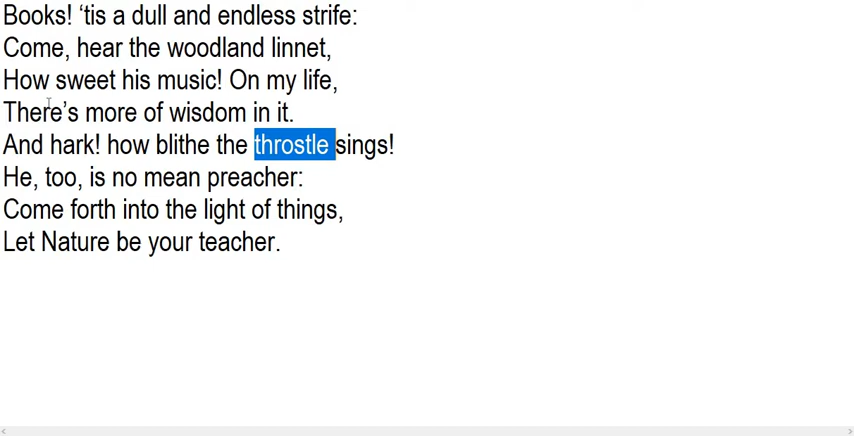 Books! ‘tis a dull and endless strife:
Come, hear the woodland linnet,
How sweet his music! On my life,
There’s more of wisdom in it.
And hark! how blithe the throstle sings!
He, too, is no mean preacher:
Come forth into the light of things,
Let Nature be your teacher.